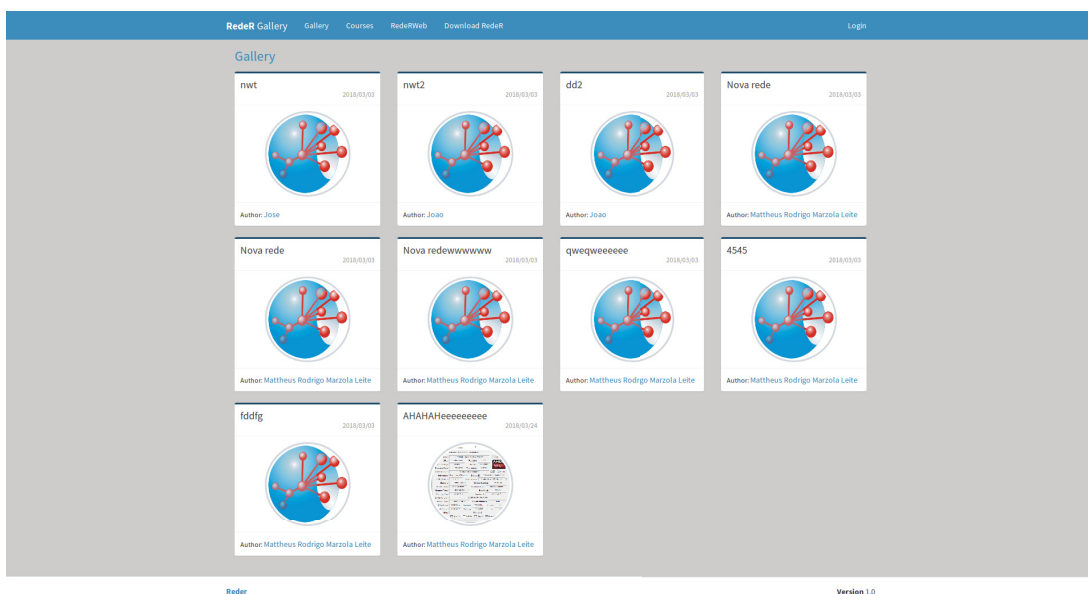 RedeR Gallery Gallery Courses RedeRWeb Download RedeR Login
Gallery
nwt
2018/03/03
Author: Jose
nwt2
2018/03/03
Author: Joao
dd2
2018/03/03
Author: Joao
Nova rede
2018/03/03
Author: Mattheus Rodrigo Marzola Leite
Nova rede
2018/03/03
Author: Mattheus Rodrigo Marzola Leite
Nova redewwwwww
2018/03/03
Author: Mattheus Rodrigo Marzola Leite
qweqweeeeee
2018/03/03
Author: Mattheus Rodrgo Marzola Leite
4545
2018/03/03
Author: Mattheus Rodrigo Marzola Leite
fddfg
2018/03/03
Author: Mattheus Rodrigo Marzola Leite
AHAHAHeeeeeeeee
2018/03/24
Author: Mattheus Rodrigo Marzola Leite
Reder Version 1.0